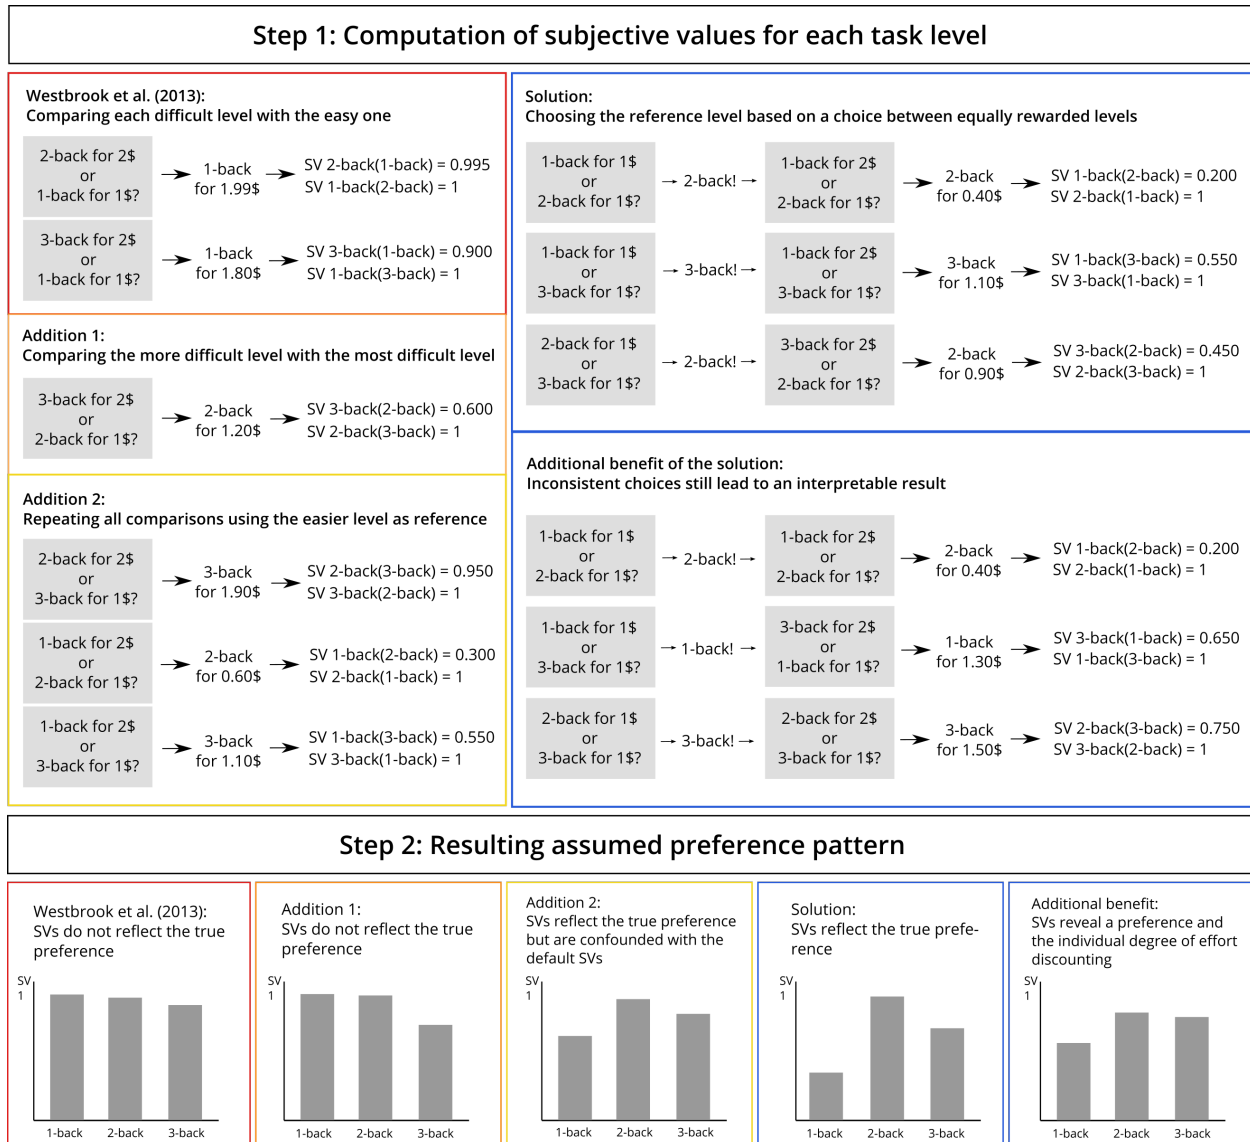 Step 1: Computation of subjective values for each task level
Westbrook et al. (2013):
Comparing each difficult level with the easy one
2-back for 2$
or
1-back for 1$?
1-back
for 1.99$
SV 2-back(1-back) = 0.995
SV 1-back(2-back) = 1
3-back for 2$
or
1-back for 1$?
1-back
for 1.80$
SV 3-back(1-back) = 0.900
SV 1-back(3-back) = 1
Addition 1:
Comparing the more difficult level with the most difficult level
3-back for 2$
or
2-back for 1$?
2-back
for 1.20$
SV 3-back(2-back) = 0.600
SV 2-back(3-back) = 1
Addition 2:
Repeating all comparisons using the easier level as reference
2-back for 2$
or
3-back for 1$?
3-back
for 1.90$
SV 2-back(3-back) = 0.950
SV 3-back(2-back) = 1
1-back for 2$
or
2-back for 1$?
2-back
for 0.60$
SV 1-back(2-back) = 0.300
SV 2-back(1-back) = 1
1-back for 2$
or
3-back for 1$?
3-back
for 1.10$
SV 1-back(3-back) = 0.550
SV 3-back(1-back) = 1
Solution:
Choosing the reference level based on a choice between equally rewarded levels
1-back for 1$
or
2-back for 1$?
2-back!
1-back for 2$
or
2-back for 1$?
2-back
for 0.40$
SV 1-back(2-back) = 0.200
SV 2-back(1-back) = 1
1-back for 1$
or
3-back for 1$?
3-back!
1-back for 2$
or
3-back for 1$?
3-back
for 1.10$
SV 1-back(3-back) = 0.550
SV 3-back(1-back) = 1
2-back for 1$
or
3-back for 1$?
2-back!
3-back for 2$
or
2-back for 1$?
2-back
for 0.90$
SV 3-back(2-back) = 0.450
SV 2-back(3-back) = 1
Additional benefit of the solution:
Inconsistent choices still lead to an interpretable result
1-back for 1$
or
2-back for 1$?
2-back!
1-back for 2$
or
2-back for 1$?
2-back
for 0.40$
SV 1-back(2-back) = 0.200
SV 2-back(1-back) = 1
1-back for 1$
or
3-back for 1$?
1-back!
3-back for 2$
or
1-back for 1$?
1-back
for 1.30$
SV 3-back(1-back) = 0.650
SV 1-back(3-back) = 1
2-back for 1$
or
3-back for 1$?
3-back!
2-back for 2$
or
3-back for 1$?
3-back
for 1.50$
SV 2-back(3-back) = 0.750
SV 3-back(2-back) = 1
Step 2: Resulting assumed preference pattern
Westbrook et al. (2013):
SVs do not reflect the true
preference
SV
1
1-back 2-back 3-back
Addition 1:
SVs do not reflect the true
preference
SV
1
1-back 2-back 3-back
Addition 2:
SVs reflect the true preference
but are confounded with the
default SVs
SV
1
1-back 2-back 3-back
Solution:
SVs reflect the true prefe-
rence
SV
1
1-back 2-back 3-back
Additional benefit:
SVs reveal a preference and
the individual degree of effort
discounting
SV
1
1-back 2-back 3-back